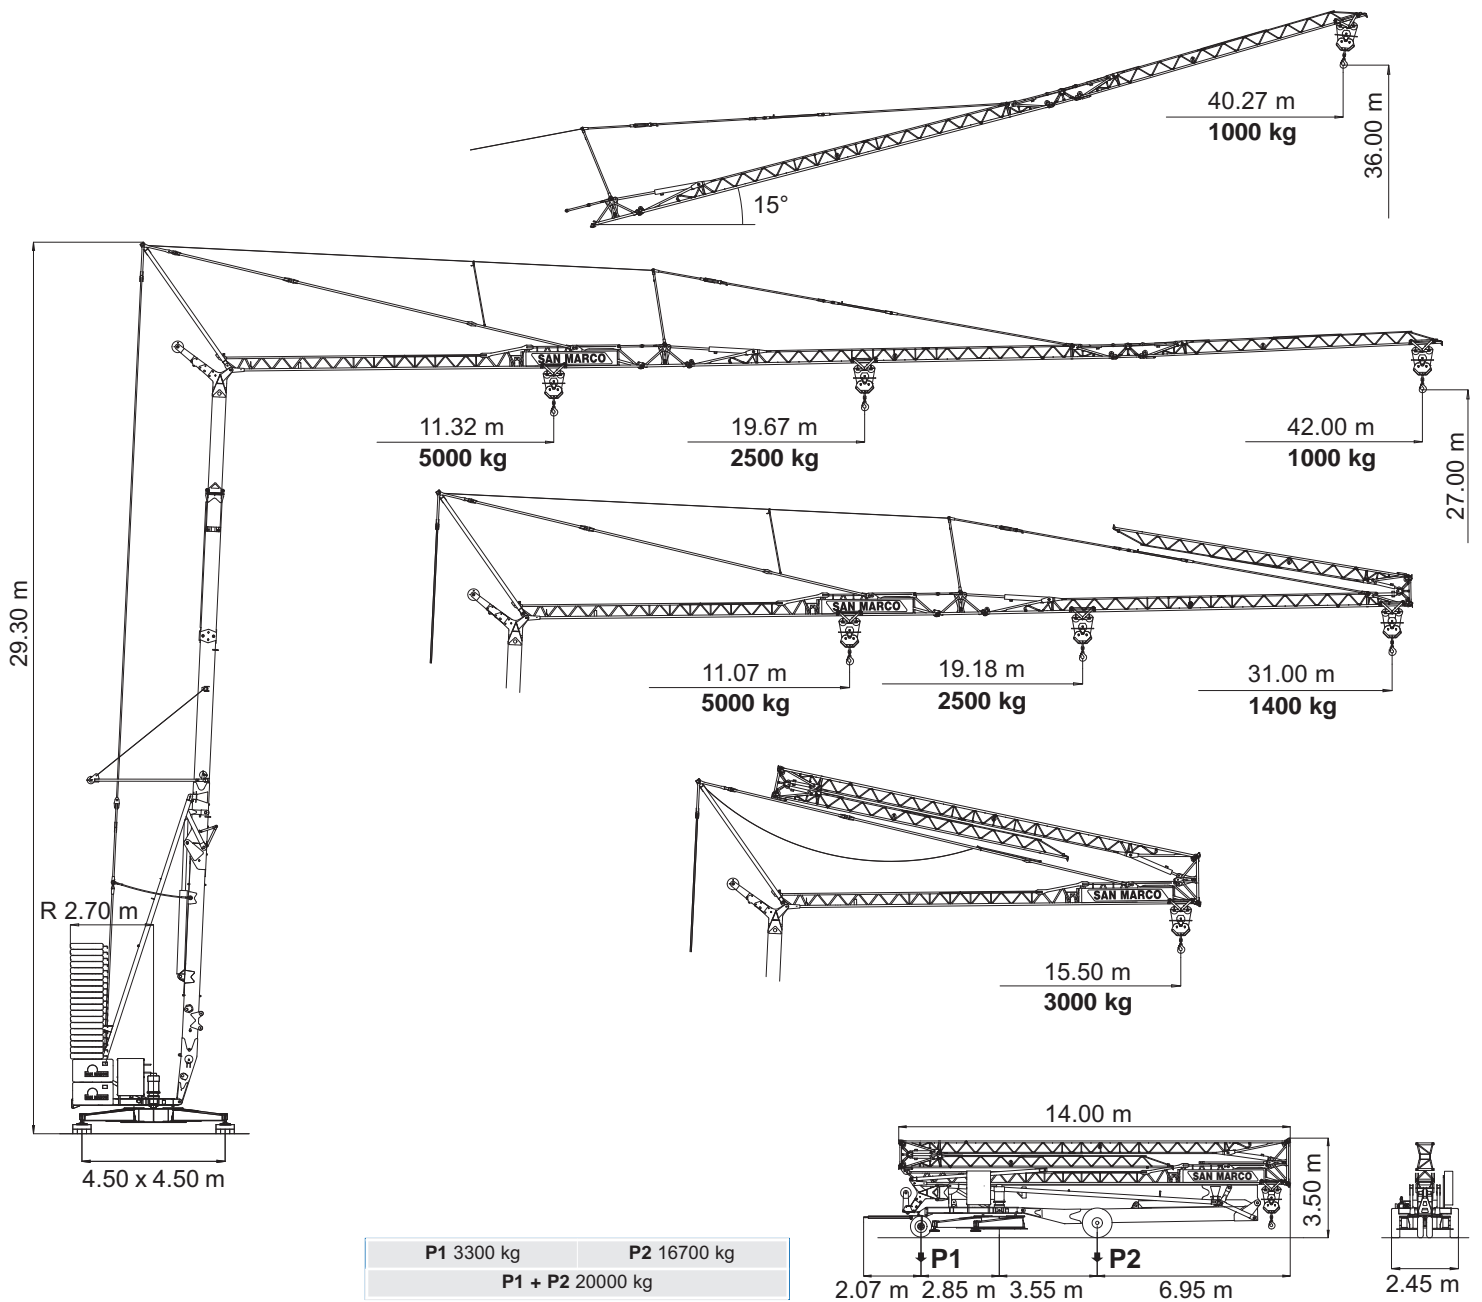 40.27 m
1000 kg
36.00 m
15°
SAN MARCO
11.32 m
5000 kg
19.67 m
2500 kg
42.00 m
1000 kg
27.00 m
29.30 m
SAN MARCO
11.07 m
5000 kg
19.18 m
2500 kg
31.00 m
1400 kg
SAN MARCO
R 2.70 m
15.50 m
3000 kg
4.50 x 4.50 m
14.00 m
SAN MARCO
3.50 m
P1 3300 kg P2 16700 kg
P1 + P2 20000 kg
P1 P2
2.07 m 2.85 m 3.55 m 6.95 m
2.45 m